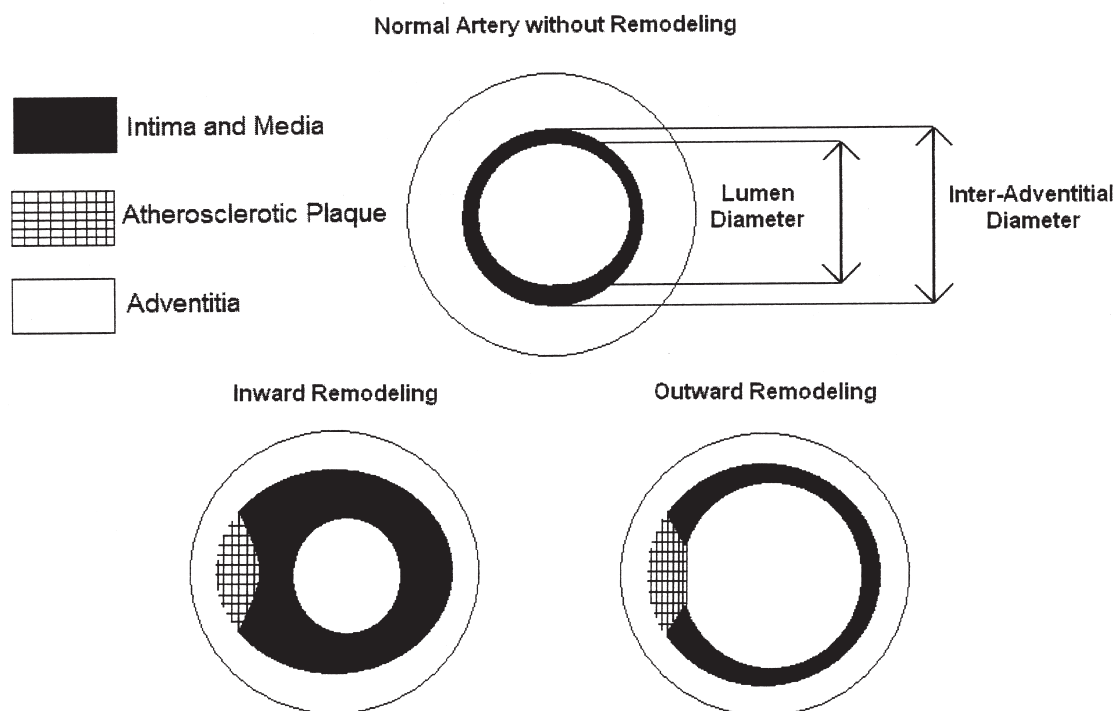 Normal Artery without Remodeling
Intima and Media
Atherosclerotic Plaque
Adventitia
Lumen
Diameter
Inter-Adventitial
Diameter
Inward Remodeling
Outward Remodeling